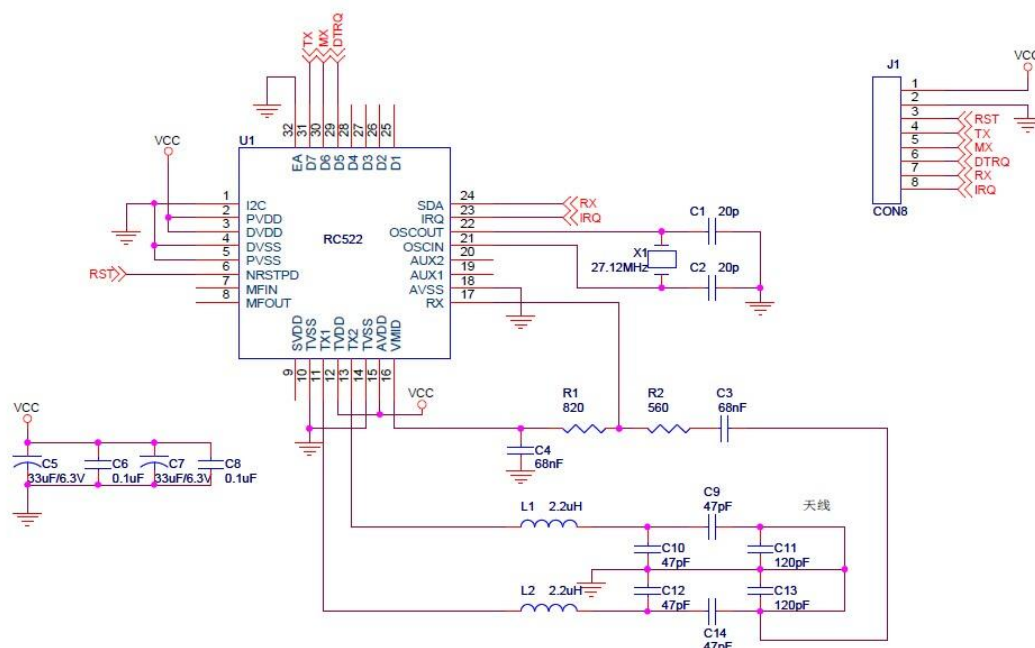 TX
MX
DTRQ
32
31
30
29
28
27
26
25
U1
EA
D7
D6
D5
D4
D3
D2
D1
VCC
1
I2C
2
PVDD
3
DVDD
4
DVSS
5
PVSS
RST
6
NRSTPD
7
MFIN
8
MFOUT
RC522
SDA
24
RX
IRQ
23
IRQ
OSCOUT
22
OSCIN
21
AUX2
20
AUX1
19
AVSS
18
RX
17
SVDD
TVSS
TX1
TVDD
TX2
TVSS
AVDD
VMID
9
10
11
12
13
14
15
16
C1
20p
X1
27.12MHz
C2
20p
J1
VCC
1
2
3
RST
4
TX
5
MX
6
DTRQ
7
RX
8
IRQ
CON8
VCC
R1
820
R2
560
C3
68nF
C4
68nF
VCC
C5
33uF/6.3V
C6
0.1uF
C7
33uF/6.3V
C8
0.1uF
L1 2.2uH
C9
47pF
天线
C10
47pF
C11
120pF
L2 2.2uH
C12
47pF
C13
120pF
C14
47pF